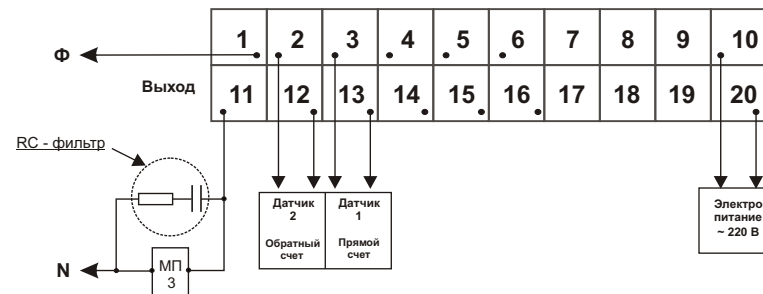 1 2 3 4 5 6 7 8 9 10
Ф
Выход
11 12 13 14 15 16 17 18 19 20
RC - фильтр
Датчик
2
Обратный
счет
Датчик
1
Прямой
счет
Электро
питание
~ 220 В
N
МП
3